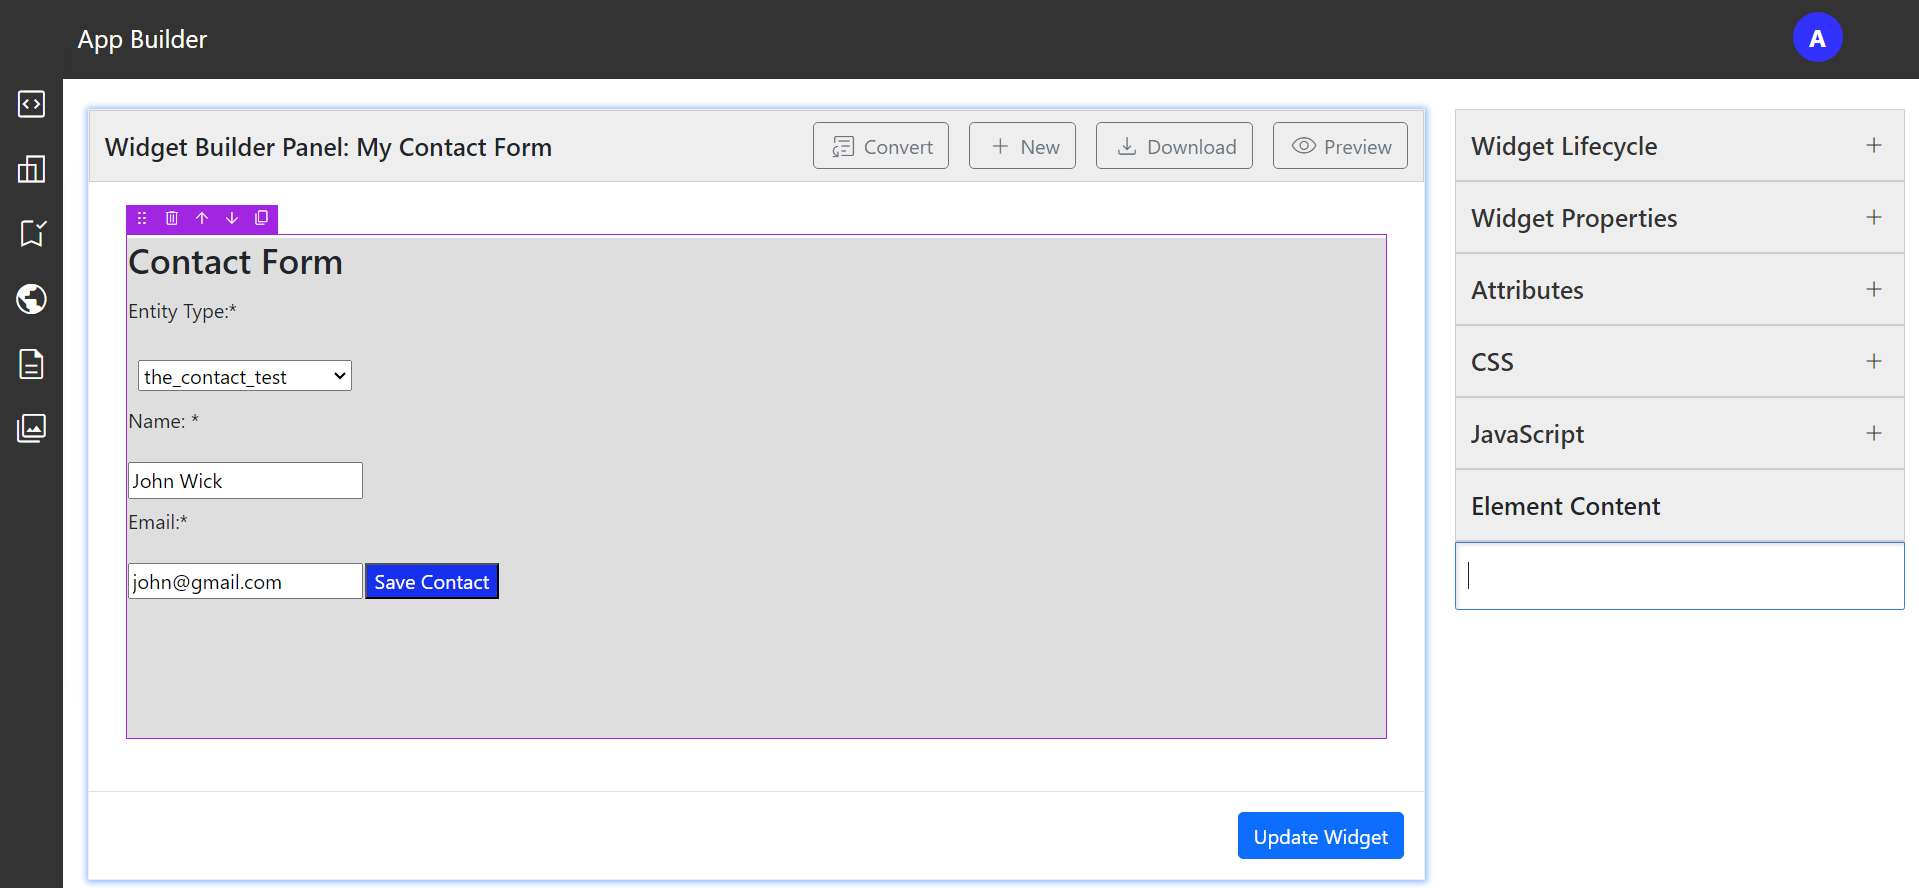 App Builder
A
Widget Builder Panel: My Contact Form
Convert
New
Download
Preview
Contact Form
Entity Type:*
the_contact_test
Name: *
John Wick
Email:*
john@gmail.com
Save Contact
Update Widget
Widget Lifecycle
Widget Properties
Attributes
CSS
JavaScript
Element Content